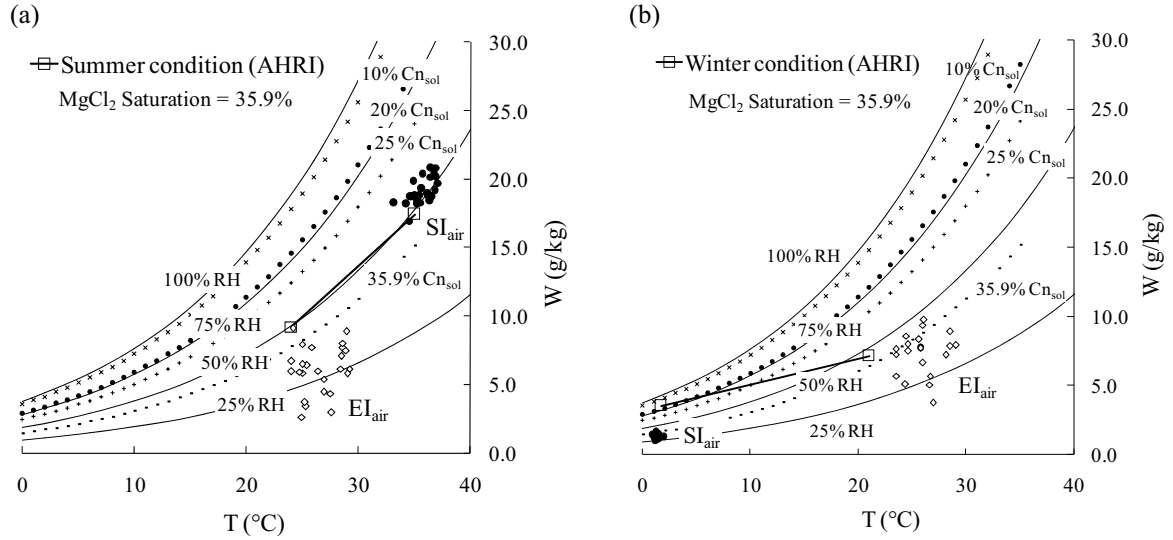 (a)
Summer condition (AHRI)
MgCl₂ Saturation = 35.9%
10% Cnsol
20% Cnsol
25% Cnsol
SIair
100% RH
35.9% Cnsol
75% RH
50% RH
25% RH
EIair
30.0
25.0
20.0
15.0
10.0
5.0
0.0
W (g/kg)
0 10 20 30 40
T (°C)
(b)
Winter condition (AHRI)
MgCl₂ Saturation = 35.9%
10% Cnsol
20% Cnsol
25% Cnsol
100% RH
35.9% Cnsol
75% RH
50% RH
EIair
25% RH
SIair
30.0
25.0
20.0
15.0
10.0
5.0
0.0
W (g/kg)
0 10 20 30 40
T (°C)